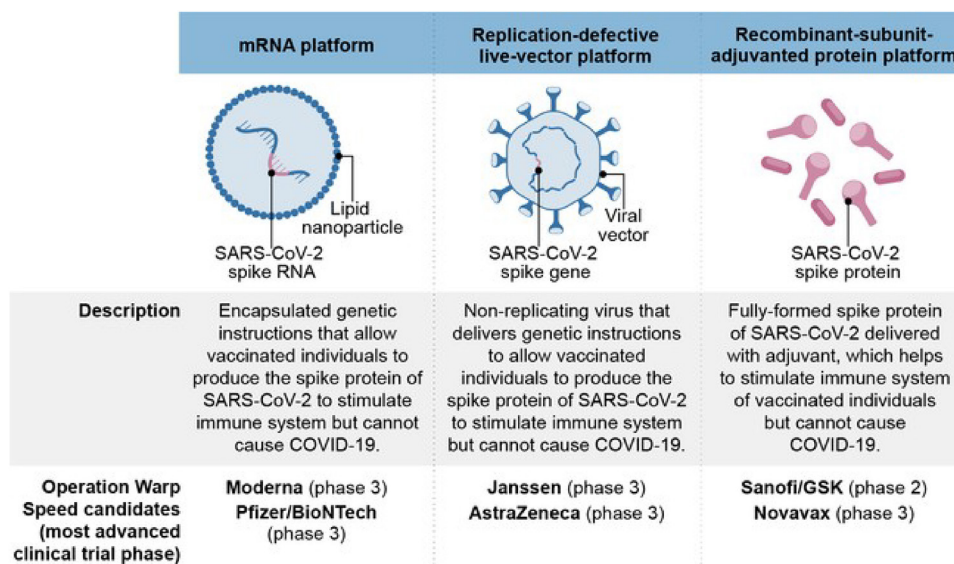 mRNA platform
Replication-defective
live-vector platform
Recombinant-subunit-
adjuvanted protein platform
Lipid
nanoparticle
SARS-CoV-2
spike RNA
Viral
vector
SARS-CoV-2
spike gene
SARS-CoV-2
spike protein
Description
Encapsulated genetic
instructions that allow
vaccinated individuals to
produce the spike protein of
SARS-CoV-2 to stimulate
immune system but cannot
cause COVID-19.
Non-replicating virus that
delivers genetic instructions
to allow vaccinated
individuals to produce the
spike protein of SARS-CoV-2
to stimulate immune system
but cannot cause COVID-19.
Fully-formed spike protein
of SARS-CoV-2 delivered
with adjuvant, which helps
to stimulate immune system
of vaccinated individuals
but cannot cause
COVID-19.
Operation Warp
Speed candidates
(most advanced
clinical trial phase)
Moderna (phase 3)
Pfizer/BioNTech
(phase 3)
Janssen (phase 3)
AstraZeneca (phase 3)
Sanofi/GSK (phase 2)
Novavax (phase 3)